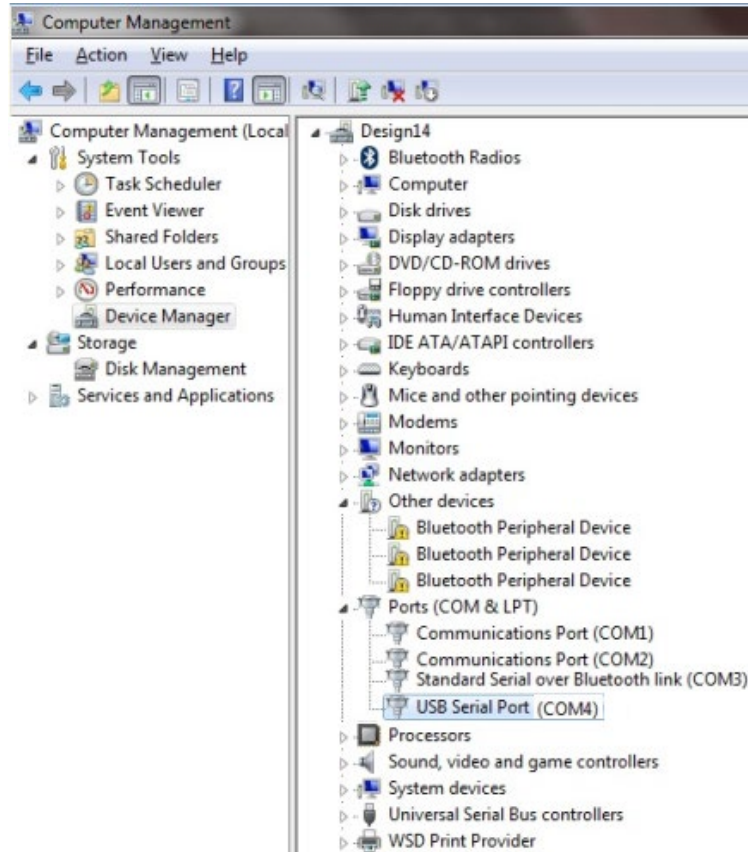 Computer Management
File Action View Help
Computer Management (Local
System Tools
Task Scheduler
Event Viewer
Shared Folders
Local Users and Groups
Performance
Device Manager
Storage
Disk Management
Services and Applications
Design14
Bluetooth Radios
Computer
Disk drives
Display adapters
DVD/CD-ROM drives
Floppy drive controllers
Human Interface Devices
IDE ATA/ATAPI controllers
Keyboards
Mice and other pointing devices
Modems
Monitors
Network adapters
Other devices
Bluetooth Peripheral Device
Bluetooth Peripheral Device
Bluetooth Peripheral Device
Ports (COM & LPT)
Communications Port (COM1)
Communications Port (COM2)
Standard Serial over Bluetooth link (COM3)
USB Serial Port (COM4)
Processors
Sound, video and game controllers
System devices
Universal Serial Bus controllers
WSD Print Provider